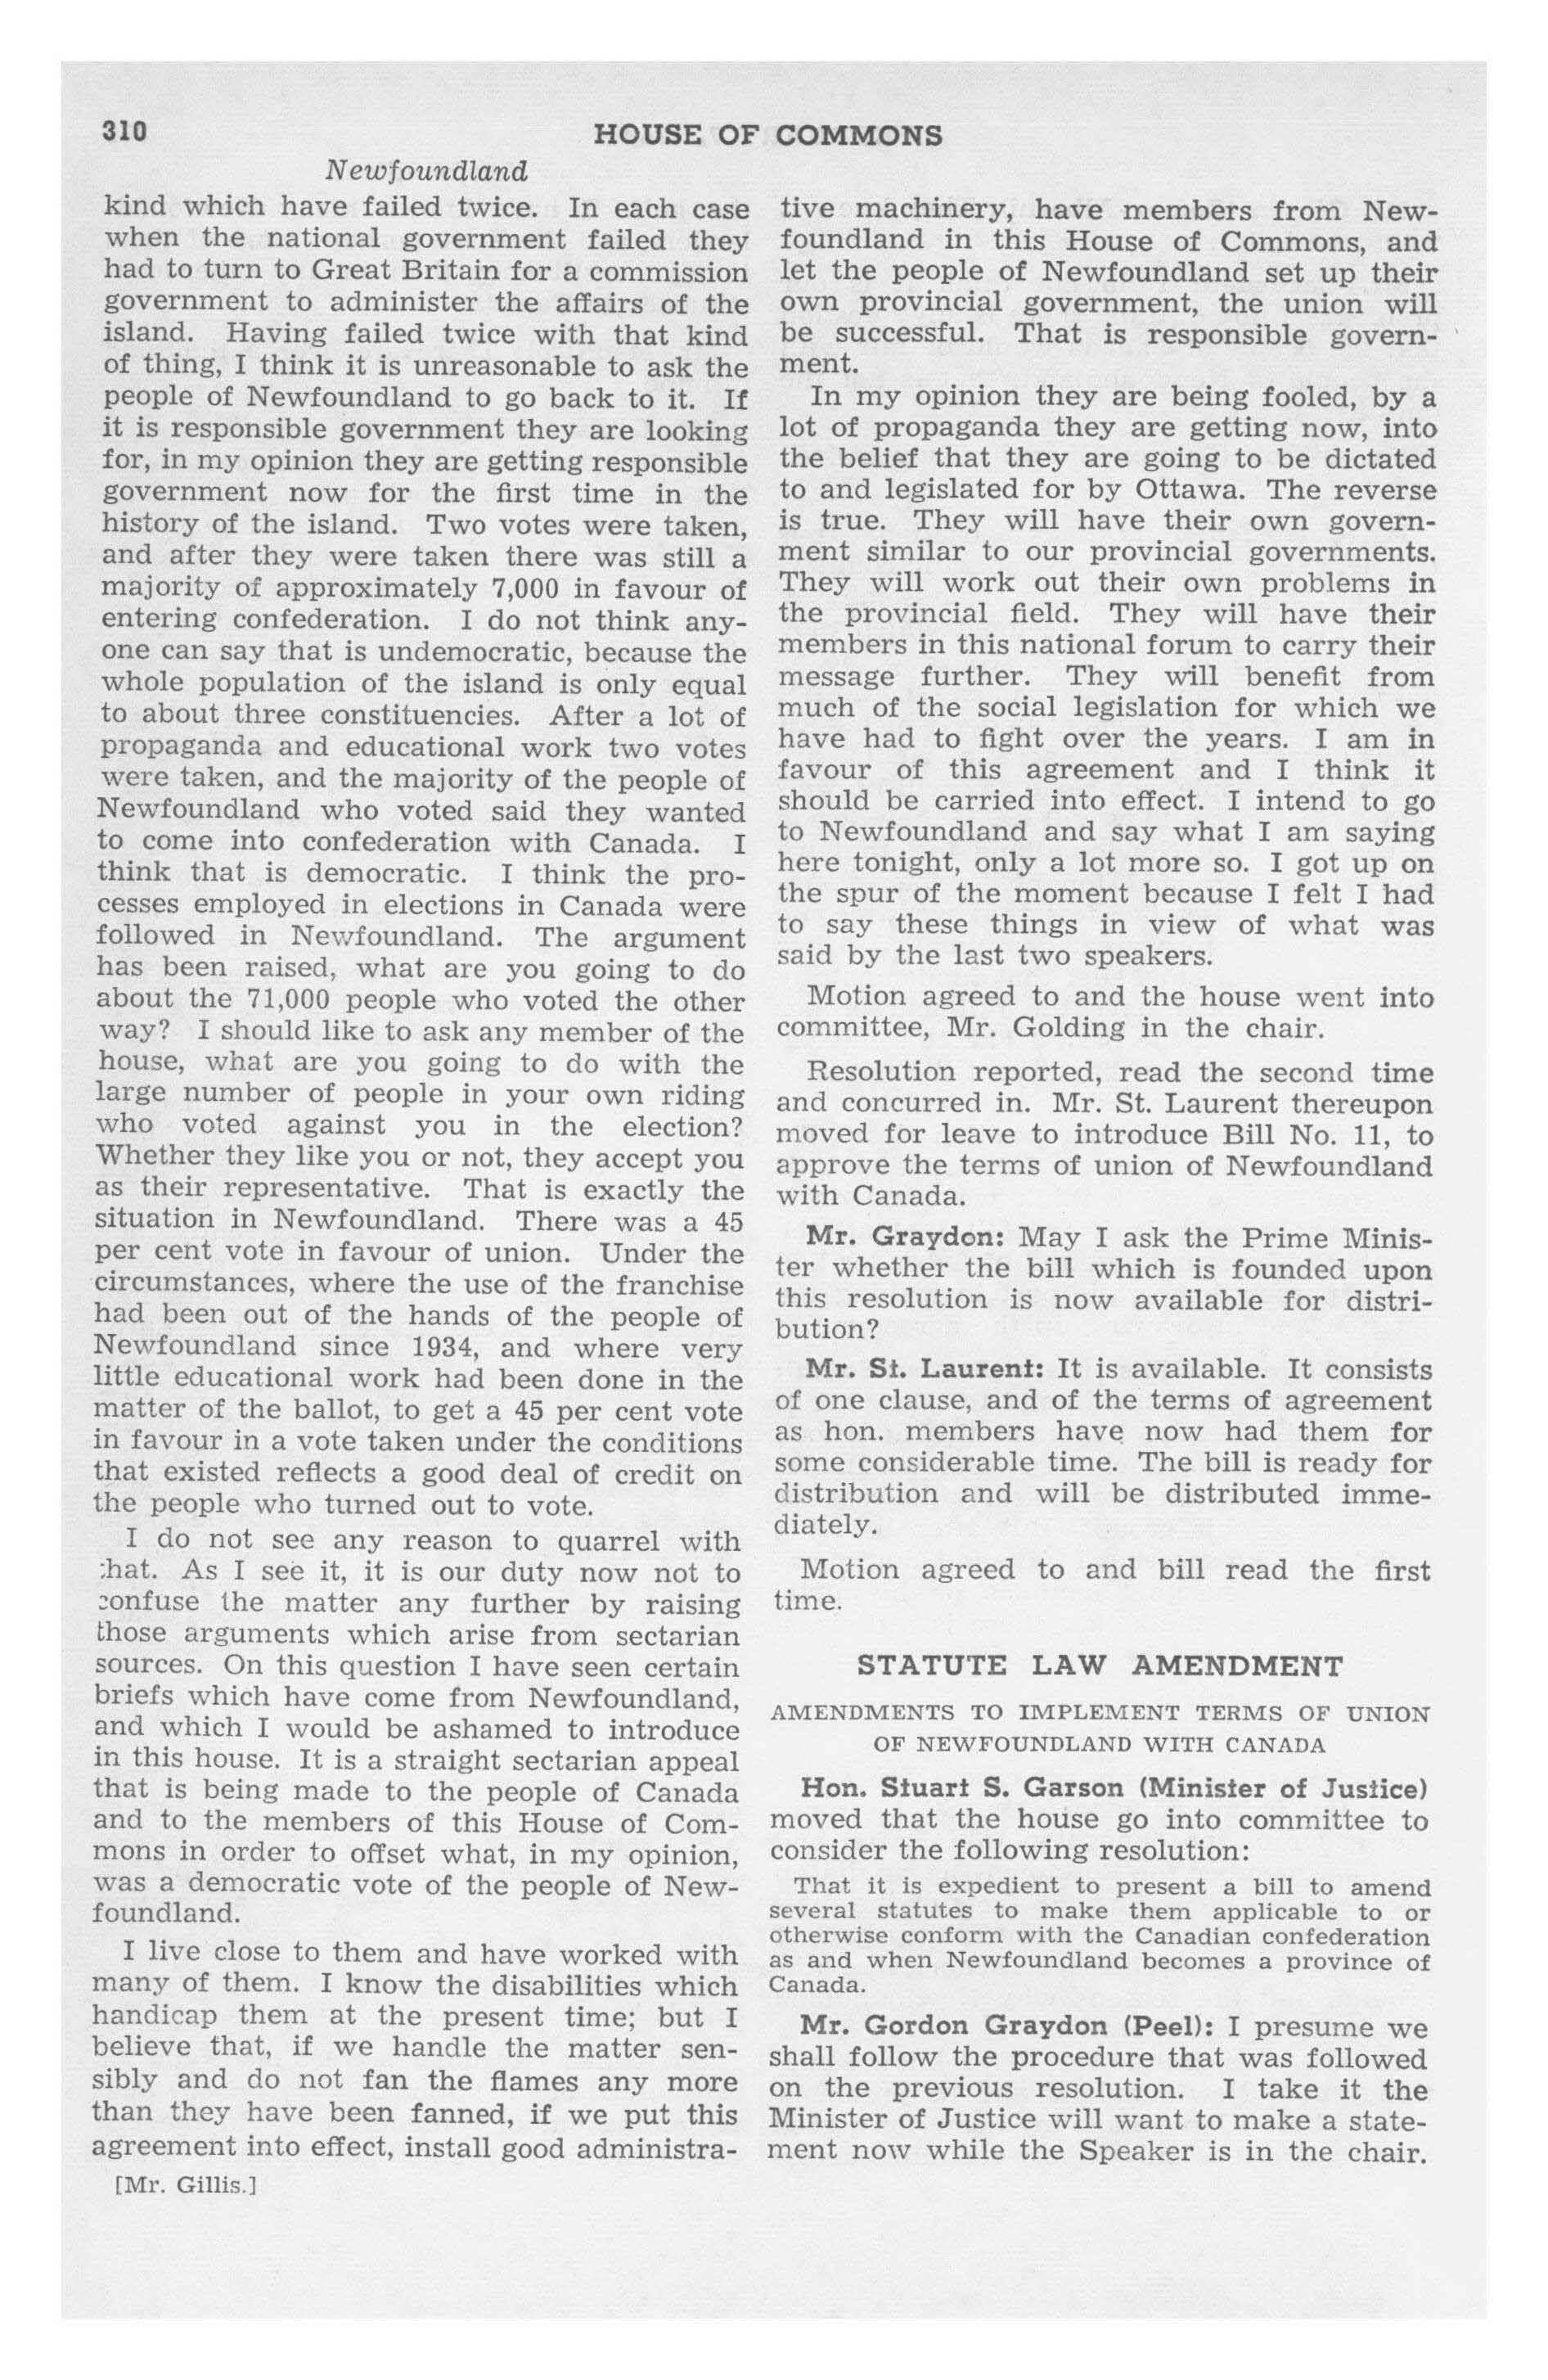 310
HOUSE OF COMMONS
Newfoundland
kind which have failed twice. In each case
when the national government failed they
had to turn to Great Britain for a commission
government to administer the affairs of the
island. Having failed twice with that kind
of thing, I think it is unreasonable to ask the
people of Newfoundland to go back to it. If
it is responsible government they are looking
for, in my opinion they are getting responsible
government now for the first time in the
history of the island. Two votes were taken,
and after they were taken there was still a
majority of approximately 7,000 in favour of
entering confederation. I do not think any-
one can say that is undemocratic, because the
whole population of the island is only equal
to about three constituencies. After a lot of
propaganda and educational work two votes
were taken, and the majority of the people of
Newfoundland who voted said they wanted
to come into confederation with Canada. I
think that is democratic. I think the pro-
cesses employed in elections in Canada were
followed in Newfoundland. The argument
has been raised, what are you going to do
about the 71,000 people who voted the other
way? I should like to ask any member of the
house, what are you going to do with the
large number of people in your own riding
who voted against you in the election?
Whether they like you or not, they accept you
as their representative. That is exactly the
situation in Newfoundland. There was a 45
per cent vote in favour of union. Under the
circumstances, where the use of the franchise
had been out of the hands of the people of
Newfoundland since 1934, and where very
little educational work had been done in the
matter of the ballot, to get a 45 per cent vote
in favour in a vote taken under the conditions
that existed reflects a good deal of credit on
the people who turned out to vote.
I do not see any reason to quarrel with
that. As I see it, it is our duty now not to
confuse the matter any further by raising
those arguments which arise from sectarian
sources. On this question I have seen certain
briefs which have come from Newfoundland,
and which I would be ashamed to introduce
in this house. It is a straight sectarian appeal
that is being made to the people of Canada
and to the members of this House of Com-
mons in order to offset what, in my opinion,
was a democratic vote of the people of New-
foundland.
I live close to them and have worked with
many of them. I know the disabilities which
handicap them at the present time; but I
believe that, if we handle the matter sen-
sibly and do not fan the flames any more
than they have been fanned, if we put this
agreement into effect, install good administra-
[Mr. Gillis.]
tive machinery, have members from New-
foundland in this House of Commons, and
let the people of Newfoundland set up their
own provincial government, the union will
be successful. That is responsible govern-
ment.
In my opinion they are being fooled, by a
lot of propaganda they are getting now, into
the belief that they are going to be dictated
to and legislated for by Ottawa. The reverse
is true. They will have their own govern-
ment similar to our provincial governments.
They will work out their own problems in
the provincial field. They will have their
members in this national forum to carry their
message further. They will benefit from
much of the social legislation for which we
have had to fight over the years. I am in
favour of this agreement and I think it
should be carried into effect. I intend to go
to Newfoundland and say what I am saying
here tonight, only a lot more so. I got up on
the spur of the moment because I felt I had
to say these things in view of what was
said by the last two speakers.
Motion agreed to and the house went into
committee, Mr. Golding in the chair.
Resolution reported, read the second time
and concurred in. Mr. St. Laurent thereupon
moved for leave to introduce Bill No. 11, to
approve the terms of union of Newfoundland
with Canada.
Mr. Graydon: May I ask the Prime Minis-
ter whether the bill which is founded upon
this resolution is now available for distri-
bution?
Mr. St. Laurent: It is available. It consists
of one clause, and of the terms of agreement
as hon. members have now had them for
some considerable time. The bill is ready for
distribution and will be distributed imme-
diately.
Motion agreed to and bill read the first
time.
STATUTE LAW AMENDMENT
AMENDMENTS TO IMPLEMENT TERMS OF UNION
OF NEWFOUNDLAND WITH CANADA
Hon. Stuart S. Garson (Minister of Justice)
moved that the house go into committee to
consider the following resolution:
That it is expedient to present a bill to amend
several statutes to make them applicable to or
otherwise conform with the Canadian confederation
as and when Newfoundland becomes a province of
Canada.
Mr. Gordon Graydon (Peel): I presume we
shall follow the procedure that was followed
on the previous resolution. I take it the
Minister of Justice will want to make a state-
ment now while the Speaker is in the chair.